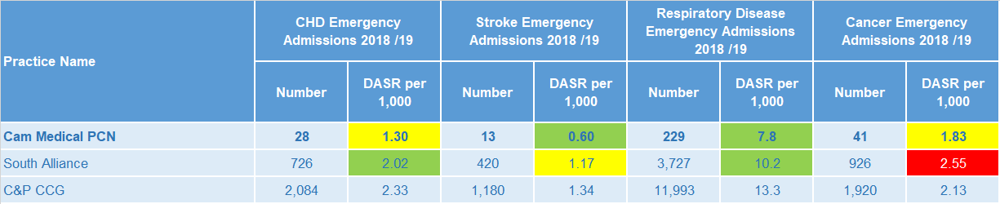 CHD Emergency Admissions 2018 /19
Stroke Emergency Admissions 2018 /19
Respiratory Disease Emergency Admissions 2018 /19
Cancer Emergency Admissions 2018 /19
Practice Name
Number DASR per 1,000 Number DASR per 1,000 Number DASR per 1,000 Number DASR per 1,000
Cam Medical PCN 28 1.30 13 0.60 229 7.8 41 1.83
South Alliance 726 2.02 420 1.17 3,727 10.2 926 2.55
C&P CCG 2,084 2.33 1,180 1.34 11,993 13.3 1,920 2.13